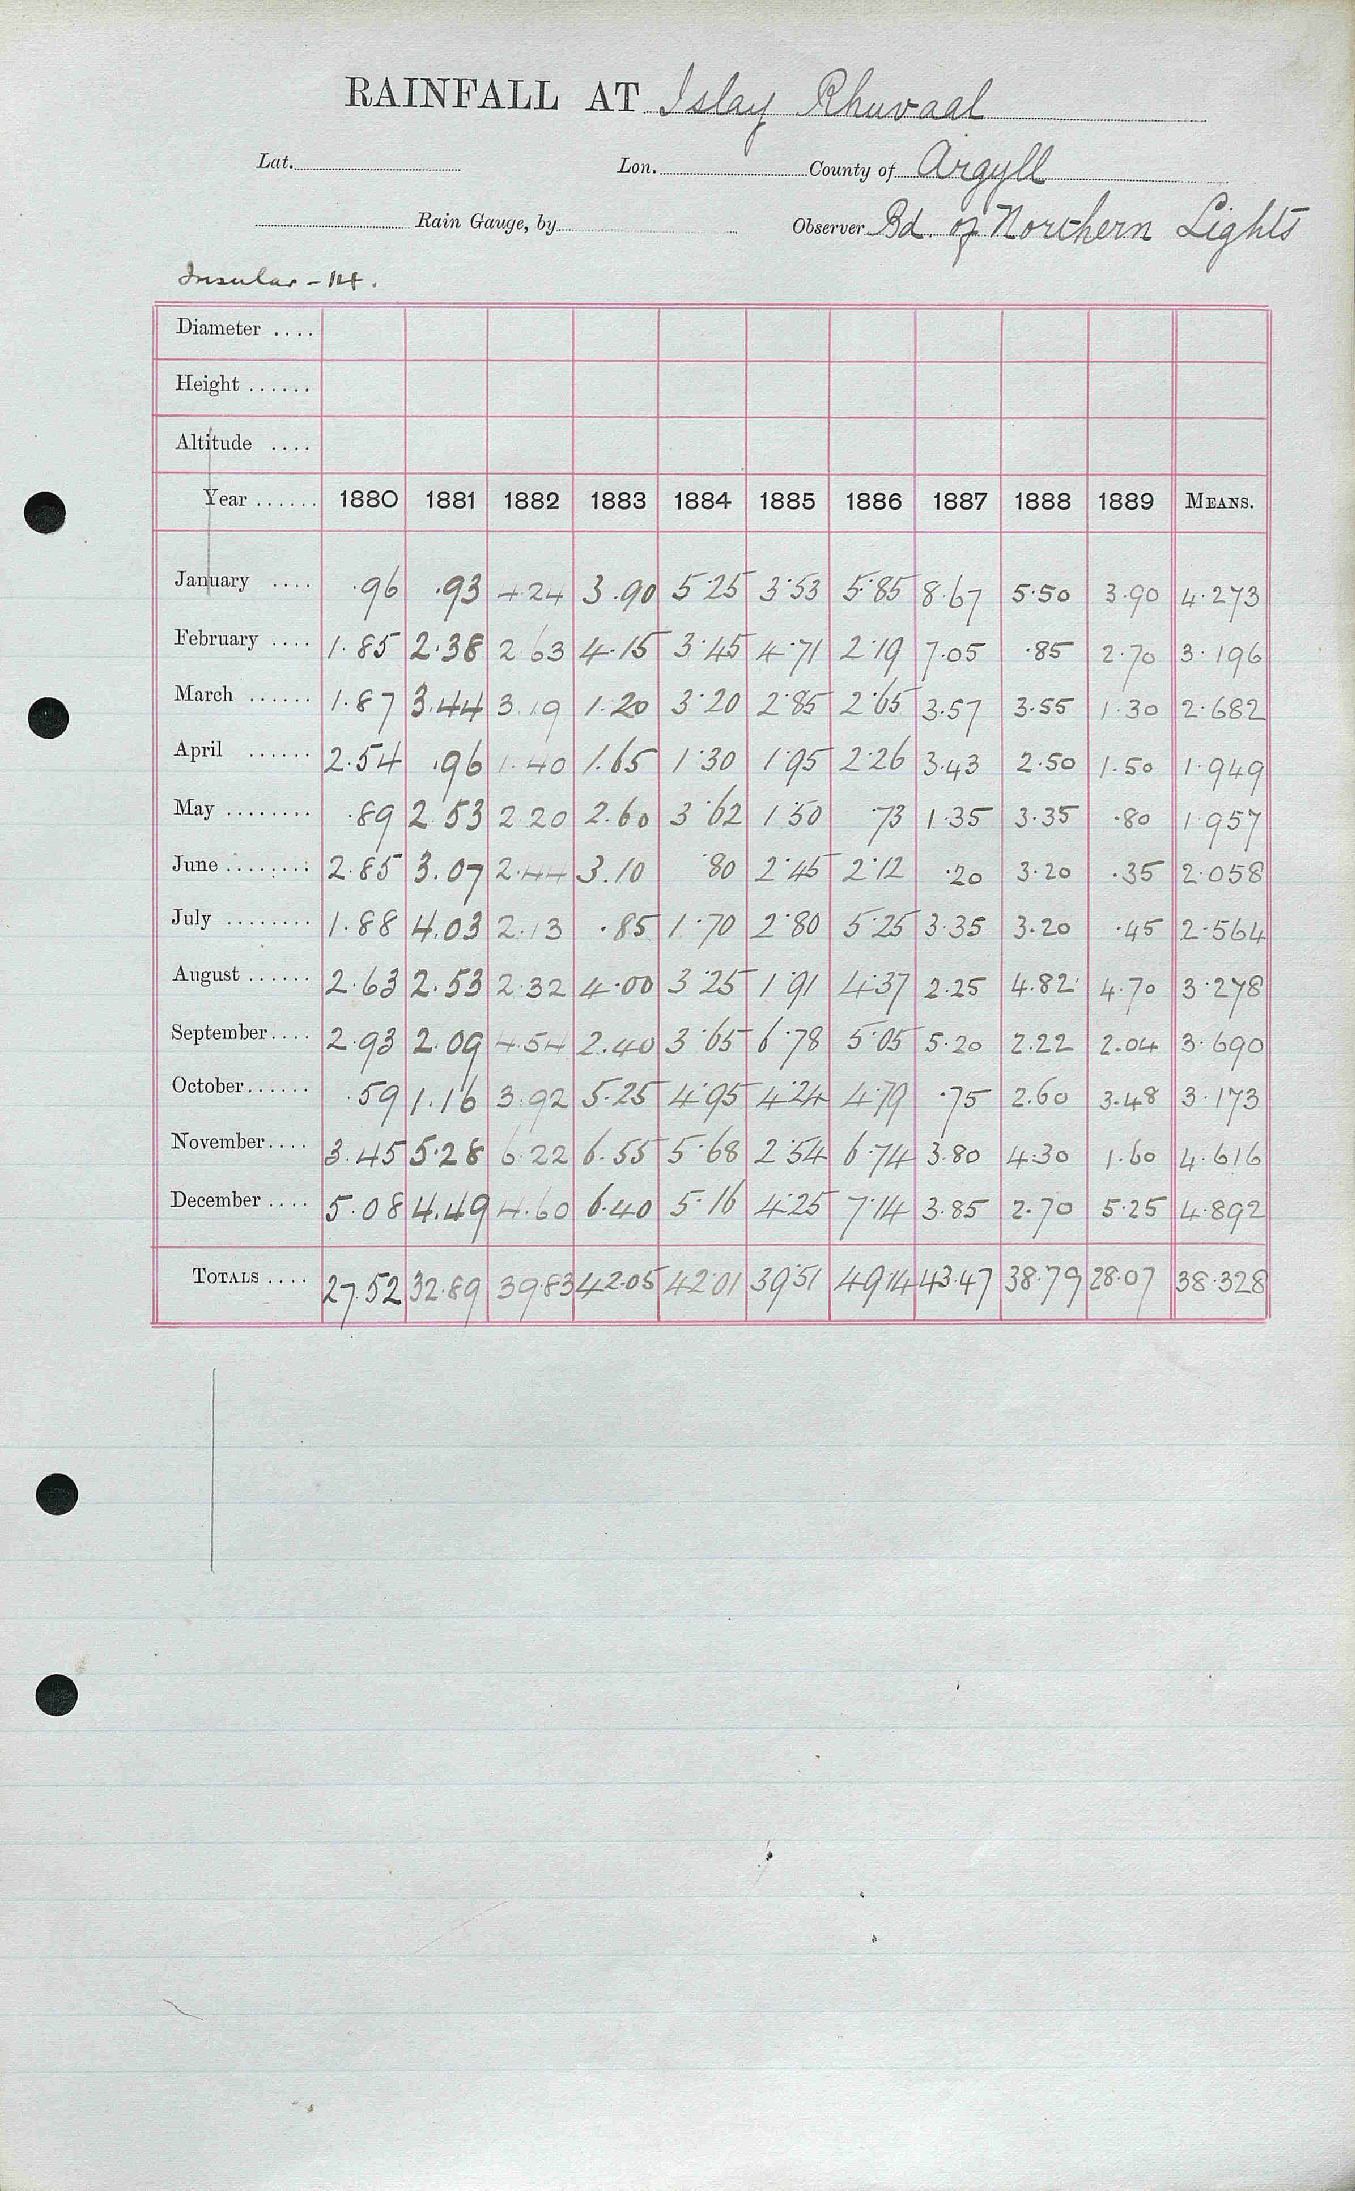 RAINFALL AT Islay Rhuvaal
Lat. Lon. County of Argyll
Rain Gauge, by Observer Bd. of Northern Lights
Insular - 14.
Diameter ....
Height ......
Altitude ....
Year ...... 1880 1881 1882 1883 1884 1885 1886 1887 1888 1889 MEANS.
January .... .96 .93 4.24 3.90 5.25 3.53 5.85 8.67 5.50 3.90 4.273
February .... 1.85 2.38 2.63 4.15 3.45 4.71 2.19 7.05 .85 2.70 3.196
March ...... 1.87 3.44 3.19 1.20 3.20 2.85 2.65 3.57 3.55 1.30 2.682
April ...... 2.54 .96 1.40 1.65 1.30 1.95 2.26 3.43 2.50 1.50 1.949
May ........ .89 2.53 2.20 2.60 3.62 1.50 .73 1.35 3.35 .80 1.957
June ........ 2.85 3.07 2.44 3.10 .80 2.45 2.12 .20 3.20 .35 2.058
July ........ 1.88 4.03 2.13 .85 1.70 2.80 5.25 3.35 3.20 .45 2.564
August ...... 2.63 2.53 2.32 4.00 3.25 1.91 4.37 2.25 4.82 4.70 3.278
September.... 2.93 2.09 4.54 2.40 3.65 6.78 5.05 5.20 2.22 2.04 3.690
October...... .59 1.16 3.92 5.25 4.95 4.24 4.79 .75 2.60 3.48 3.173
November.... 3.45 5.28 6.22 6.55 5.68 2.54 6.74 3.80 4.30 1.60 4.616
December .... 5.08 4.49 4.60 6.40 5.16 4.25 7.14 3.85 2.70 5.25 4.892
TOTALS .... 27.52 32.89 39.83 42.05 42.01 39.51 49.14 43.47 38.79 28.07 38.328